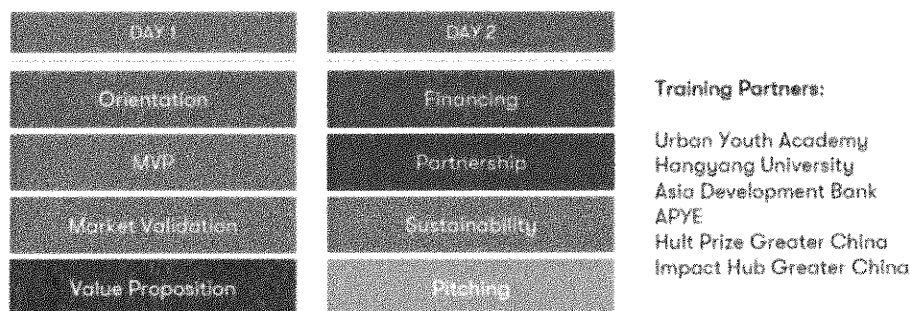 DAY 1
Orientation
MVP
Market Validation
Value Proposition
DAY 2
Financing
Partnership
Sustainability
Pitching
Training Partners:
Urban Youth Academy
Hangyang University
Asia Development Bank
APYE
Hult Prize Greater China
Impact Hub Greater China